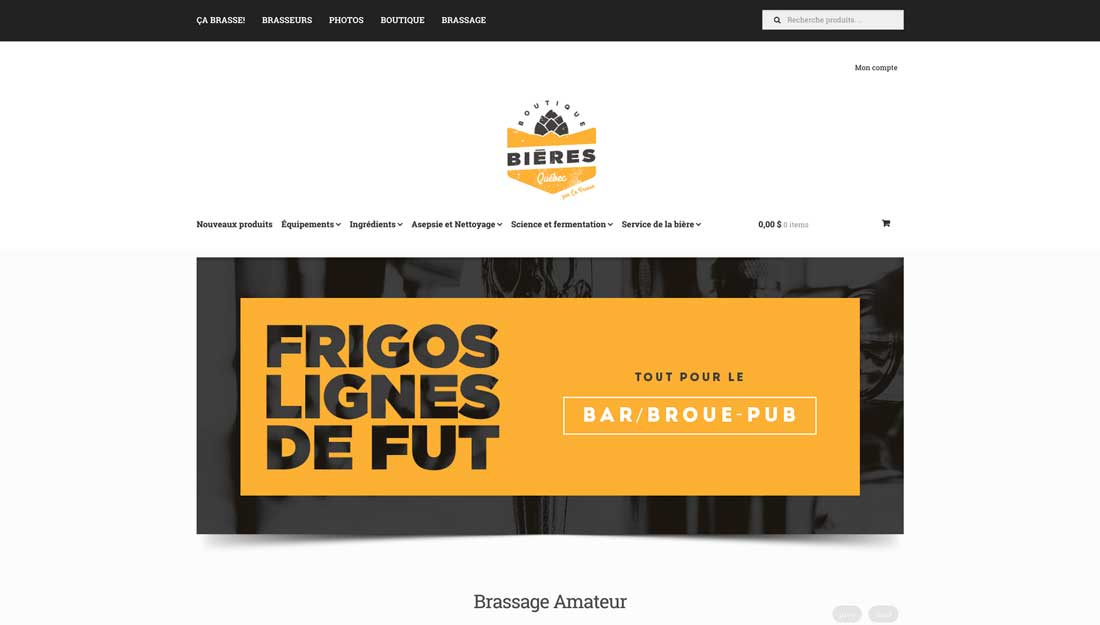 ÇA BRASSE! BRASSEURS PHOTOS BOUTIQUE BRASSAGE
Recherche produits…
Mon compte
BOUTIQUE
BIÈRES
Québec
par Ça Brasse
Nouveaux produits Équipements Ingrédients Asepsie et Nettoyage Science et fermentation Service de la bière 0,00 $ 0 items
FRIGOS
LIGNES
DE FUT
TOUT POUR LE
BAR/BROUE-PUB
Brassage Amateur